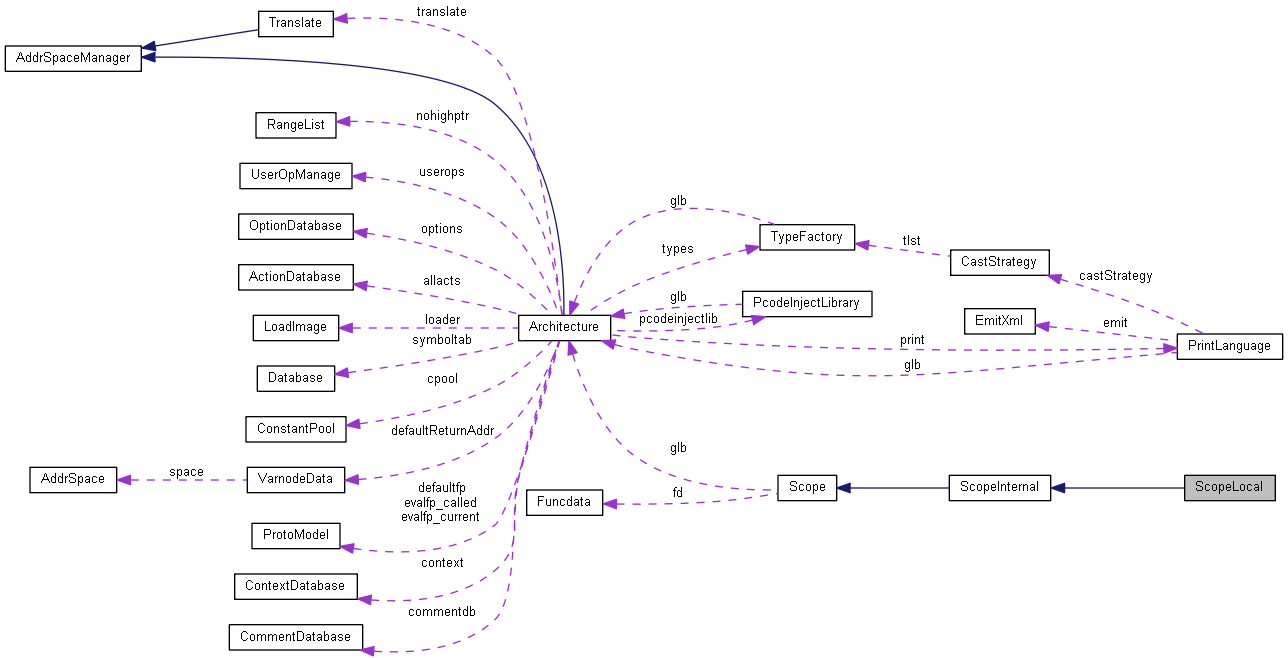 translate
Translate
AddrSpaceManager
nohighptr
RangeList
userops
UserOpManage
glb
options
OptionDatabase
TypeFactory
types
tlst
CastStrategy
castStrategy
allacts
ActionDatabase
glb
PcodeInjectLibrary
loader
LoadImage
Architecture
pcodeinjectlib
EmitXml
emit
symboltab
print
PrintLanguage
Database
cpool
glb
ConstantPool
defaultReturnAddr
glb
AddrSpace
space
VarnodeData
defaultfp
evalfp_called
evalfp_current
fd
Funcdata
Scope
ScopeInternal
ScopeLocal
ProtoModel
context
ContextDatabase
commentdb
CommentDatabase